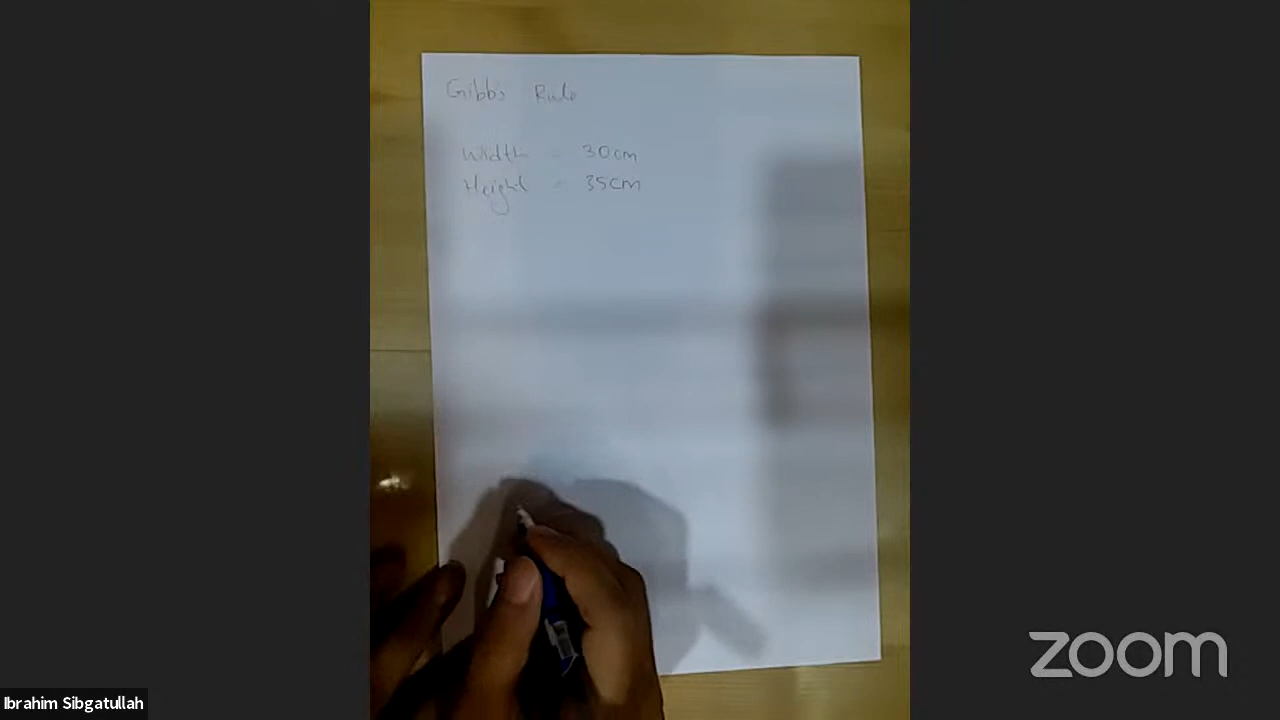 Gibbs Rule
Width = 30cm
Height = 35cm
zoom
Ibrahim Sibgatullah